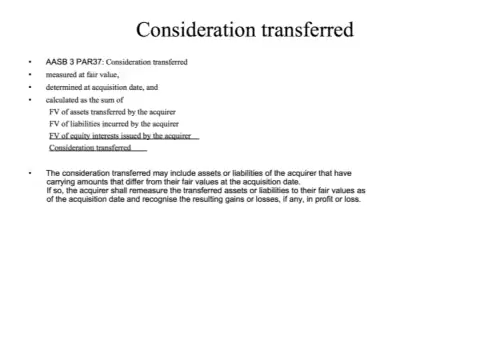 Consideration transferred
• AASB 3 PAR37: Consideration transferred
• measured at fair value,
• determined at acquisition date, and
• calculated as the sum of
FV of assets transferred by the acquirer
FV of liabilities incurred by the acquirer
FV of equity interests issued by the acquirer
Consideration transferred
• The consideration transferred may include assets or liabilities of the acquirer that have
carrying amounts that differ from their fair values at the acquisition date.
If so, the acquirer shall remeasure the transferred assets or liabilities to their fair values as
of the acquisition date and recognise the resulting gains or losses, if any, in profit or loss.